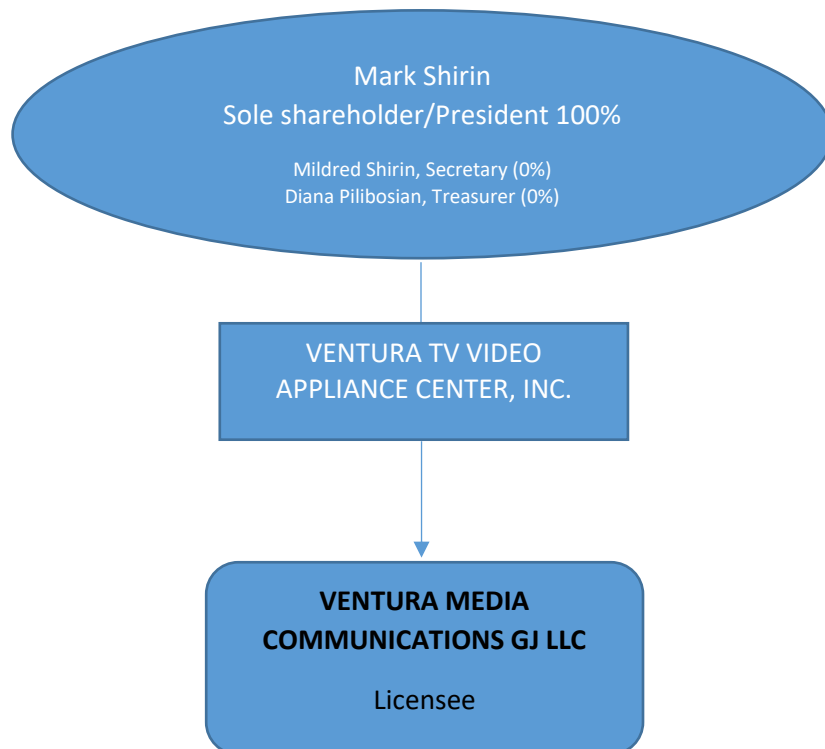 Mark Shirin
Sole shareholder/President 100%
Mildred Shirin, Secretary (0%)
Diana Pilibosian, Treasurer (0%)
VENTURA TV VIDEO
APPLIANCE CENTER, INC.
VENTURA MEDIA
COMMUNICATIONS GJ LLC
Licensee